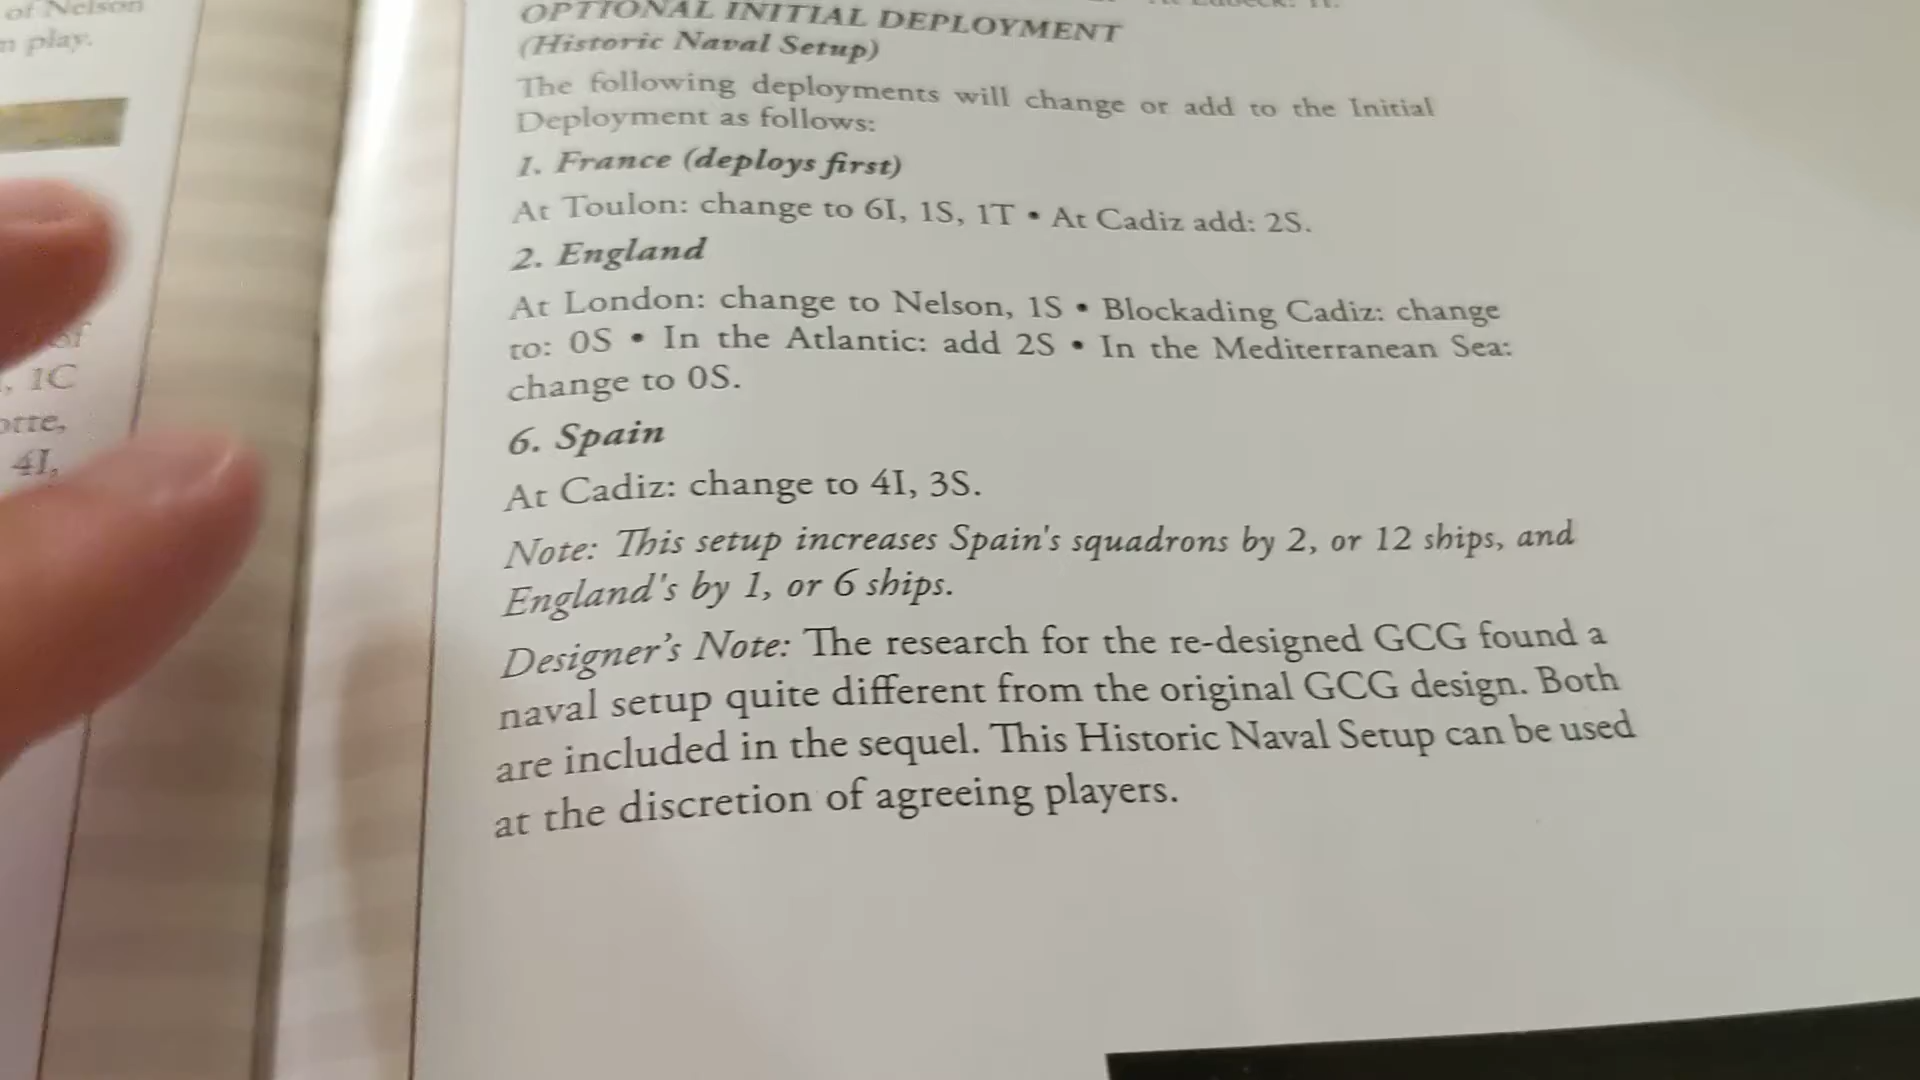 of Nelson
play.
1C
4I,
OPTIONAL INITIAL DEPLOYMENT
(Historic Naval Setup)
The following deployments will change or add to the Initial
Deployment as follows:
1. France (deploys first)
At Toulon: change to 6I, 1S, 1T • At Cadiz add: 2S.
2. England
At London: change to Nelson, 1S • Blockading Cadiz: change
to: 0S • In the Atlantic: add 2S • In the Mediterranean Sea:
change to 0S.
6. Spain
At Cadiz: change to 4I, 3S.
Note: This setup increases Spain's squadrons by 2, or 12 ships, and
England's by 1, or 6 ships.
Designer's Note: The research for the re-designed GCG found a
naval setup quite different from the original GCG design. Both
are included in the sequel. This Historic Naval Setup can be used
at the discretion of agreeing players.